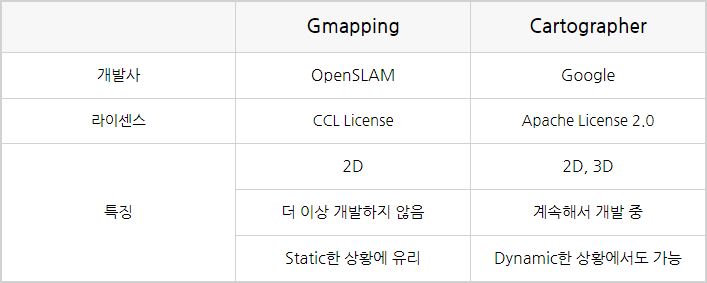 Gmapping Cartographer
개발사 OpenSLAM Google
라이센스 CCL License Apache License 2.0
특징 2D 2D, 3D
더 이상 개발하지 않음 계속해서 개발 중
Static한 상황에 유리 Dynamic한 상황에서도 가능